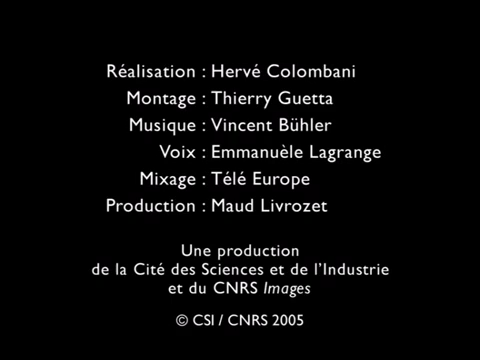 Réalisation : Hervé Colombani
Montage : Thierry Guetta
Musique : Vincent Bühler
Voix : Emmanuèle Lagrange
Mixage : Télé Europe
Production : Maud Livrozet
Une production
de la Cité des Sciences et de l'Industrie
et du CNRS Images
© CSI / CNRS 2005